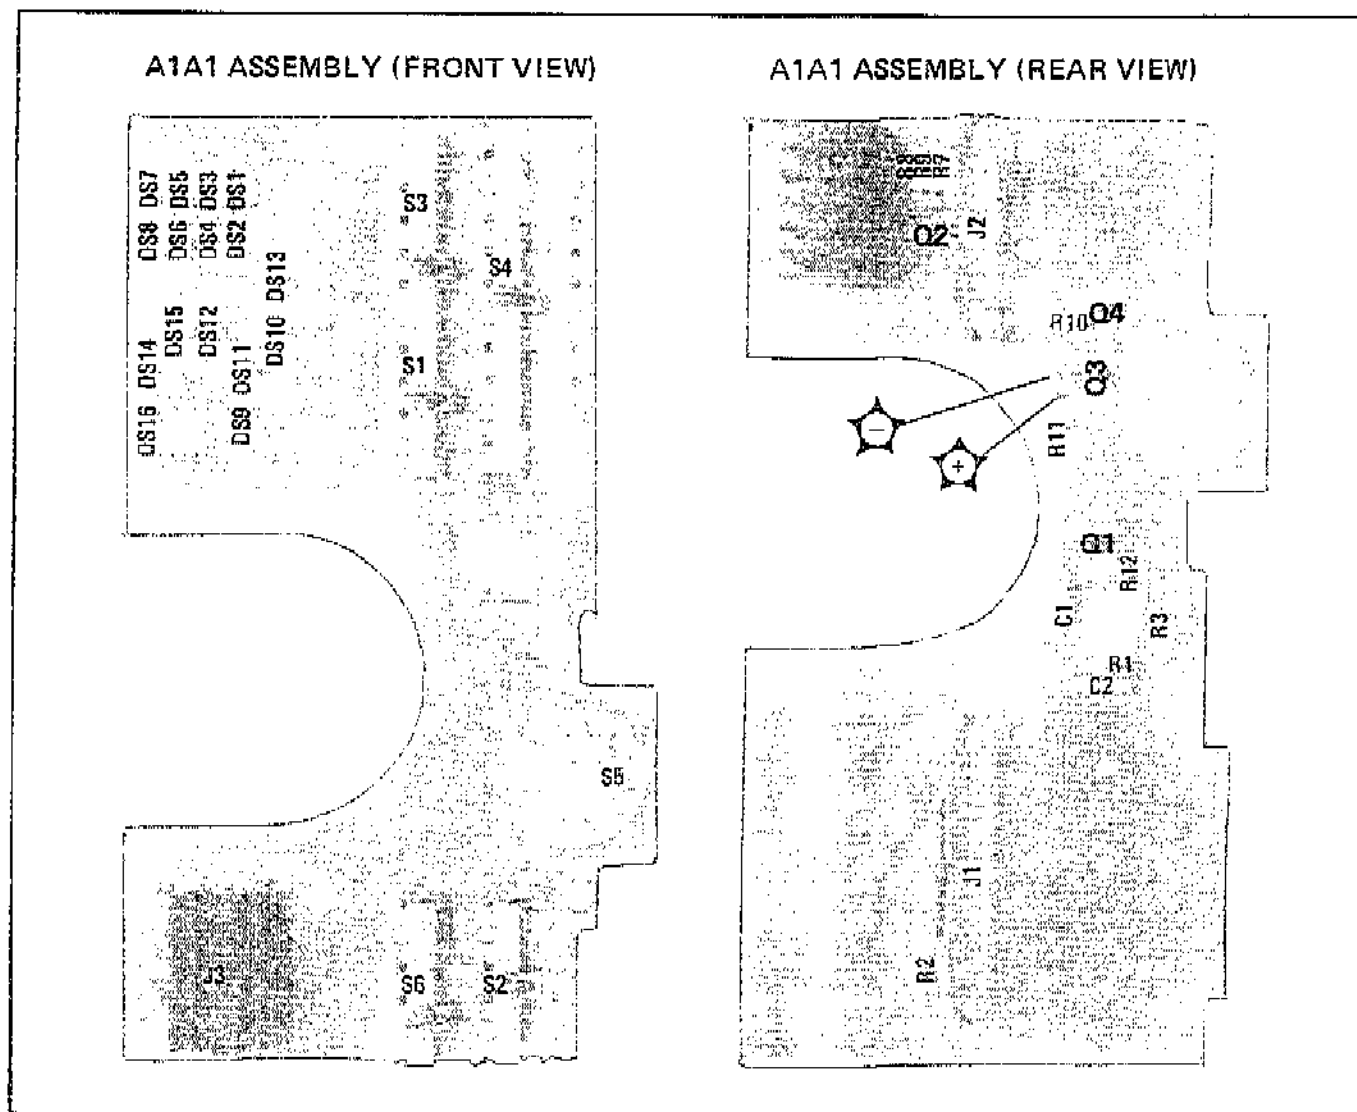 A1A1 ASSEMBLY (FRONT VIEW)
DS7
DS5
DS3
DS1
DS8
DS6
DS4
DS2
DS13
DS15
DS12
DS10
DS14
DS11
DS16
DS9
S3
S4
S1
S5
J3
S6
S2
A1A1 ASSEMBLY (REAR VIEW)
R7
Q2
J2
R10
Q4
Q3
−
+
R11
Q1
R12
C1
R3
R1
C2
J1
R2